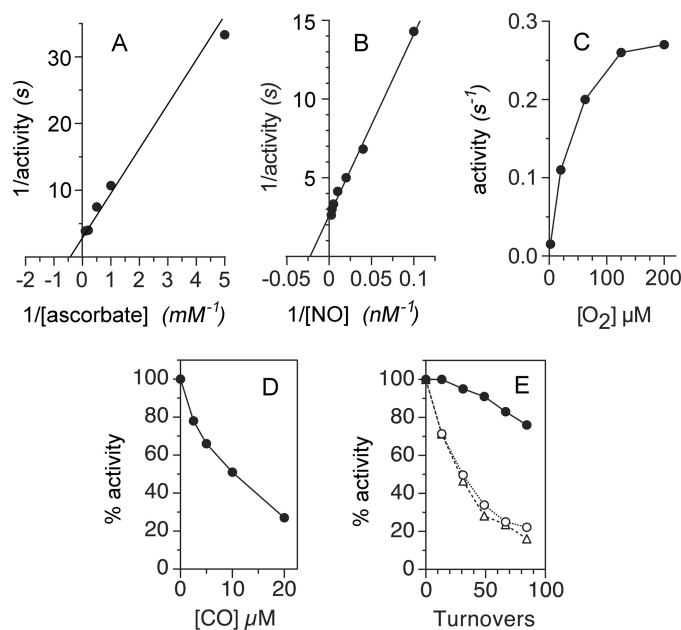 A
1/activity (s)
30
20
10
-2 -1 0 1 2 3 4 5
1/[ascorbate] (mM-1)
B
1/activity (s)
15
10
5
-0.05 0 0.05 0.10
1/[NO] (nM-1)
C
activity (s-1)
0.3
0.2
0.1
0.0
0 100 200
[O2] µM
D
% activity
100
80
60
40
20
0
0 10 20
[CO] µM
E
% activity
100
80
60
40
20
0
0 50 100
Turnovers